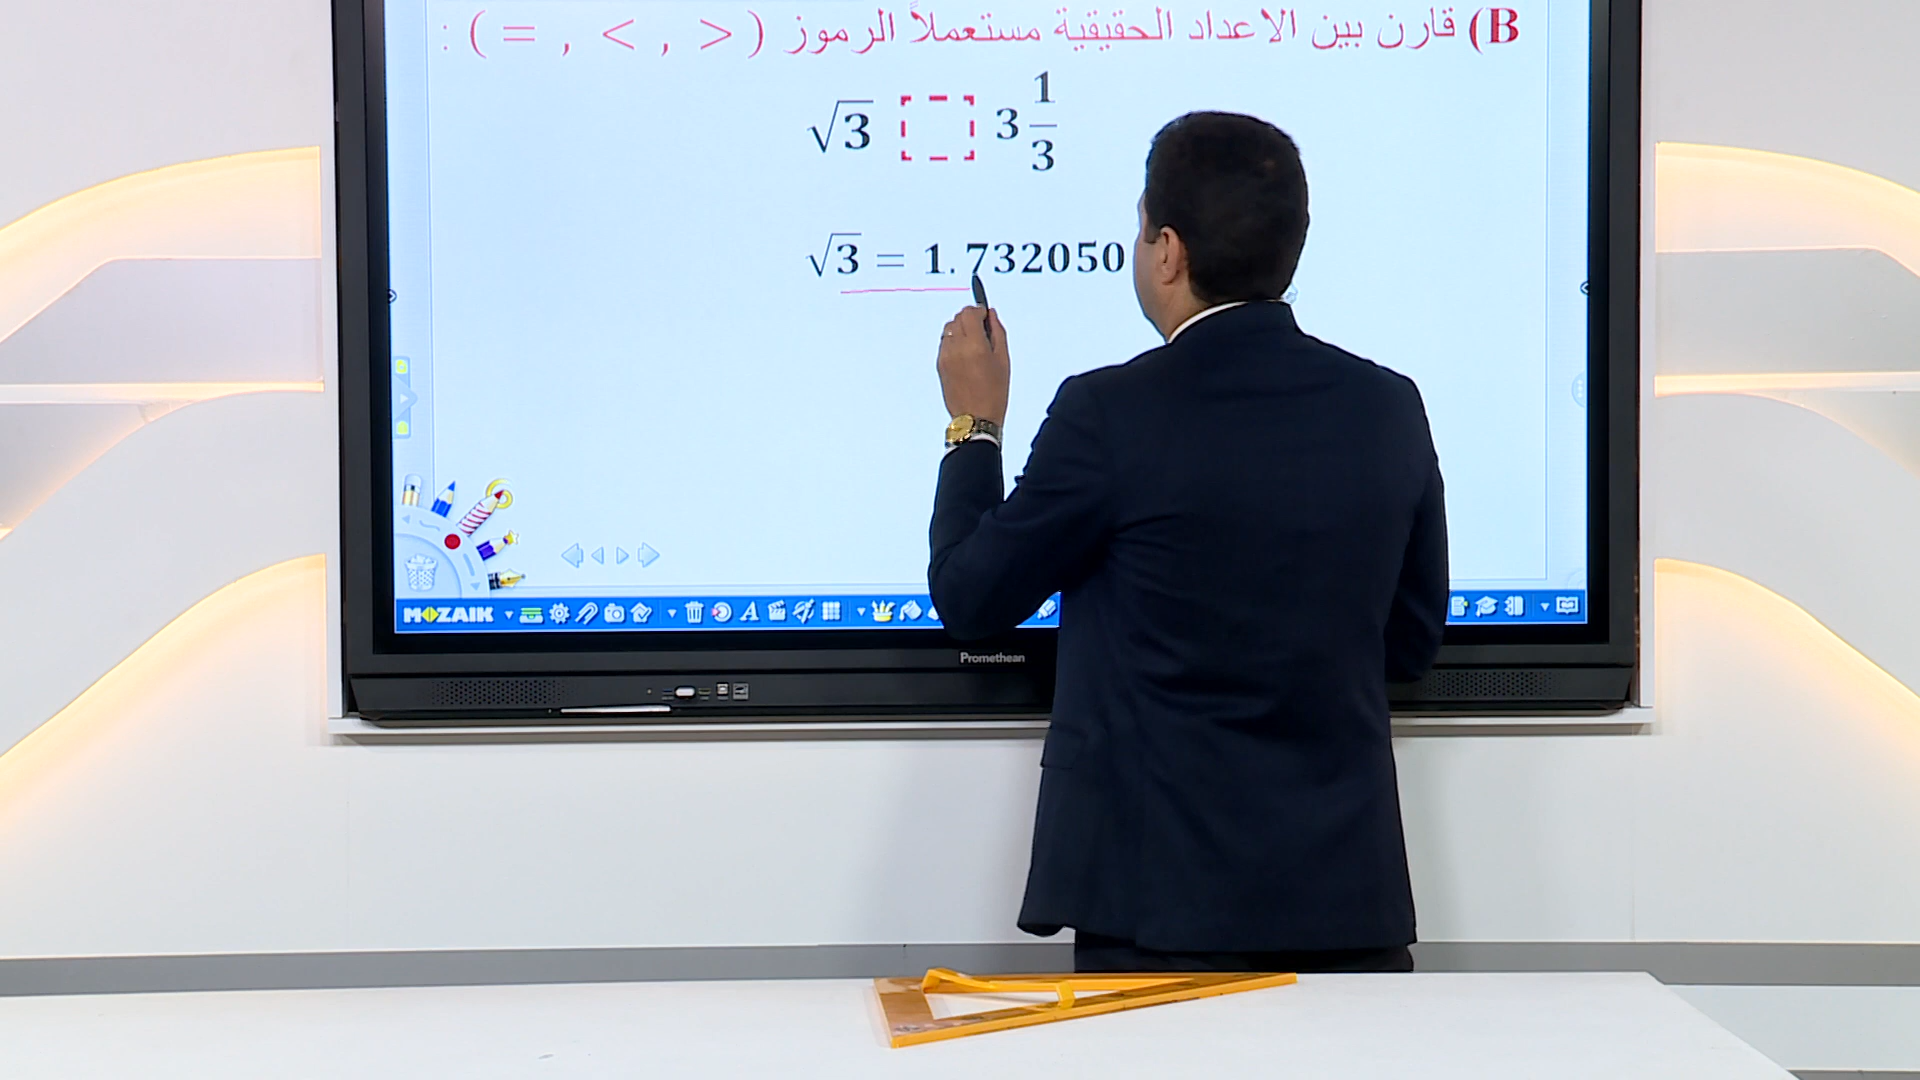 B) قارن بين الاعداد الحقيقية مستعملاً الرموز ( < , > , = ) :
√3 3 1/3
√3 = 1.732050
MOZAIK
Promethean